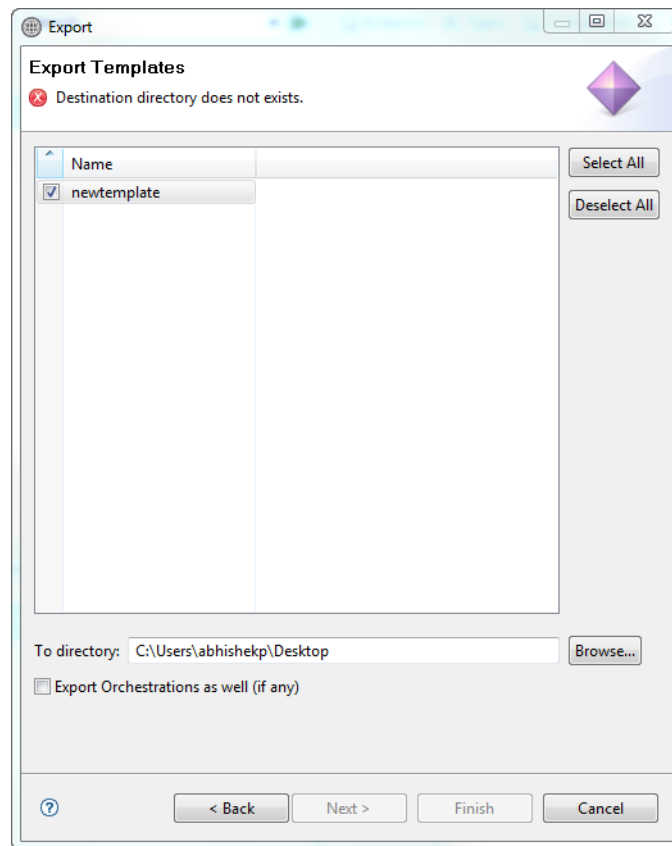 Export
Export Templates
Destination directory does not exists.
Name
Select All
newtemplate
Deselect All
To directory: C:\Users\abhishekp\Desktop Browse...
Export Orchestrations as well (if any)
? < Back Next > Finish Cancel